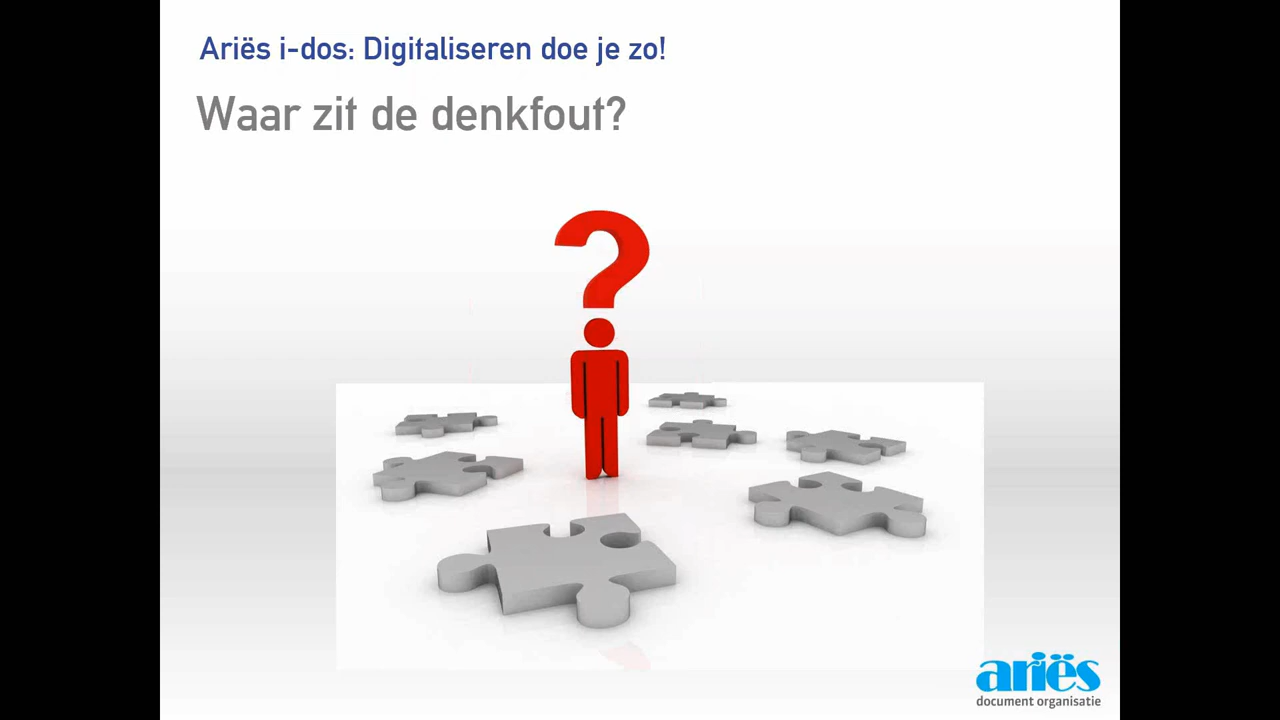 Ariës i-dos: Digitaliseren doe je zo!
Waar zit de denkfout?
?
ariës
document organisatie